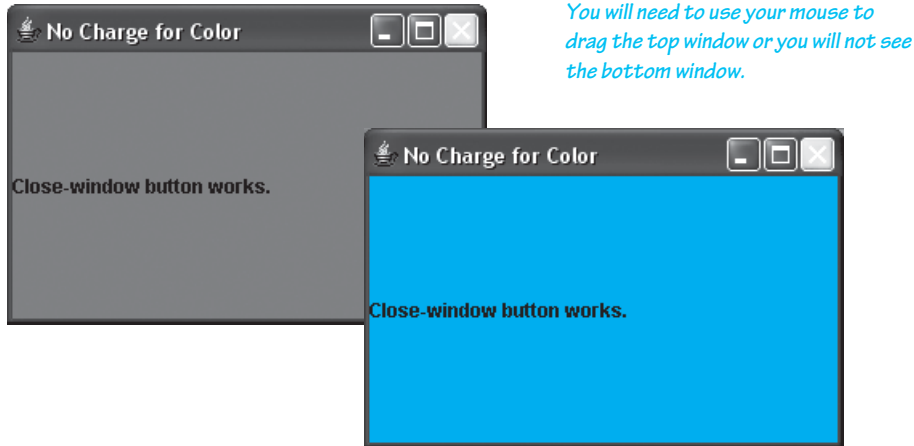 No Charge for Color
Close-window button works.
You will need to use your mouse to
drag the top window or you will not see
the bottom window.
No Charge for Color
Close-window button works.